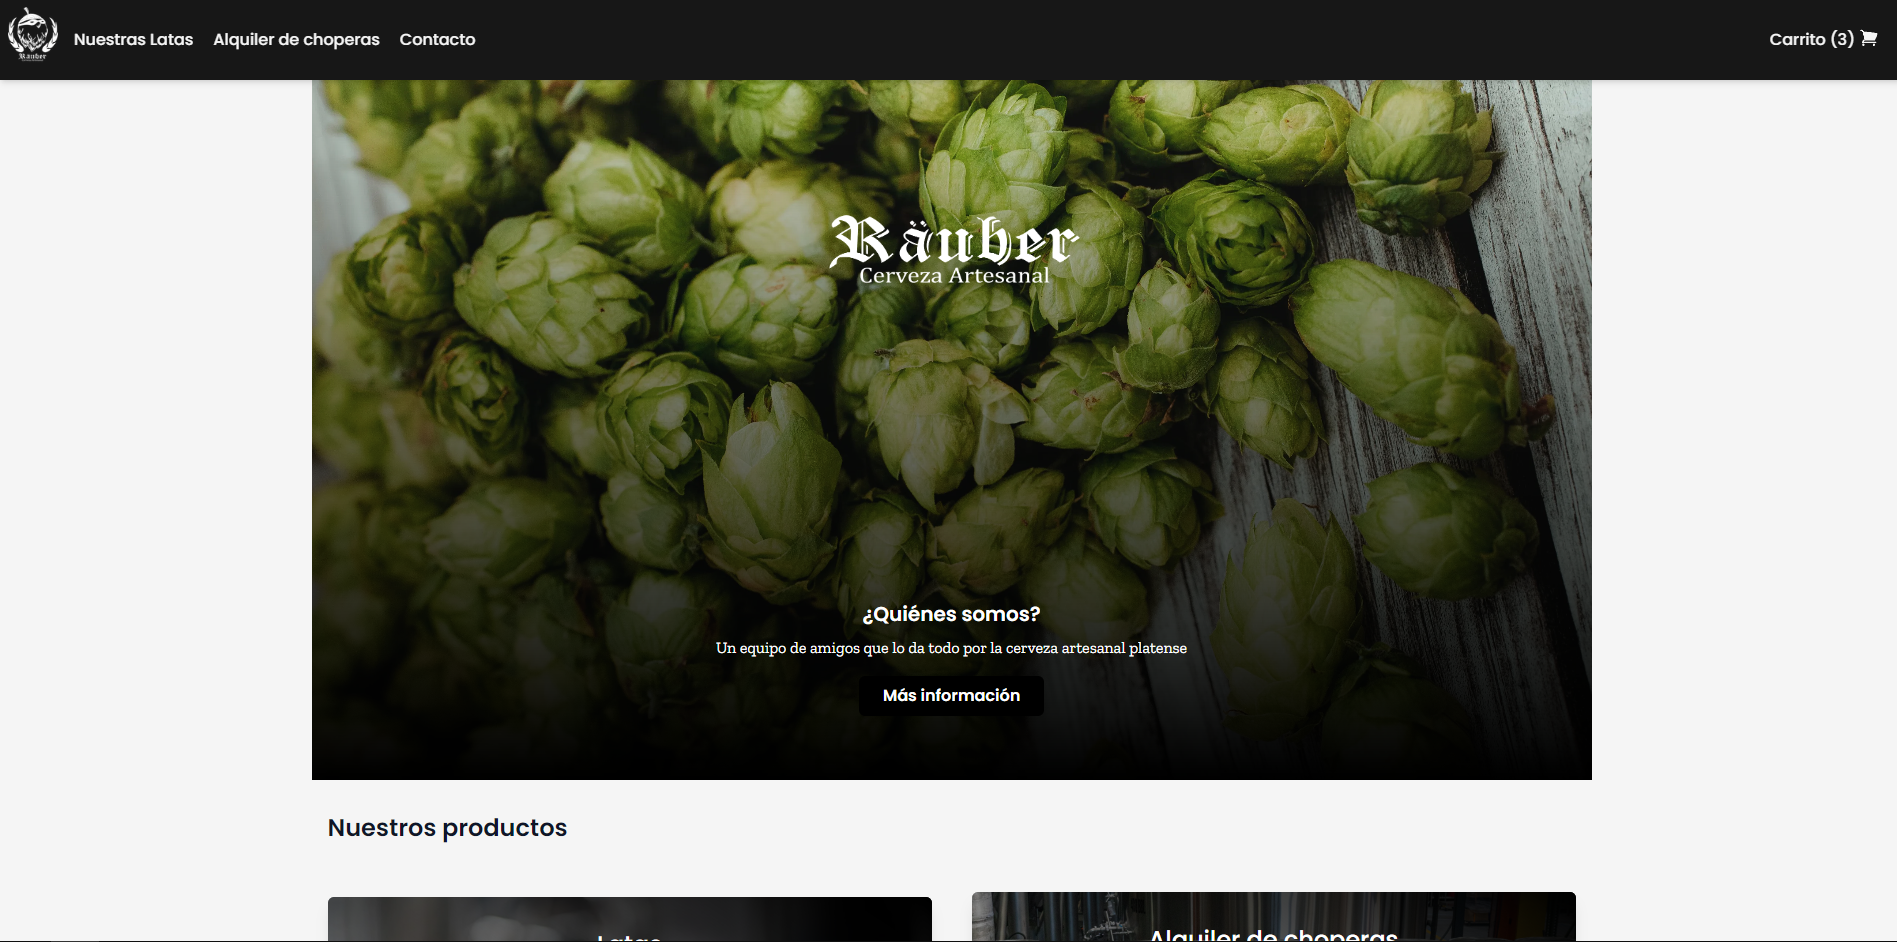 Räuber
Nuestras Latas
Alquiler de choperas
Contacto
Carrito (3)
Räuber
Cerveza Artesanal
¿Quiénes somos?
Un equipo de amigos que lo da todo por la cerveza artesanal platense
Más información
Nuestros productos
Latas
Alquiler de choperas